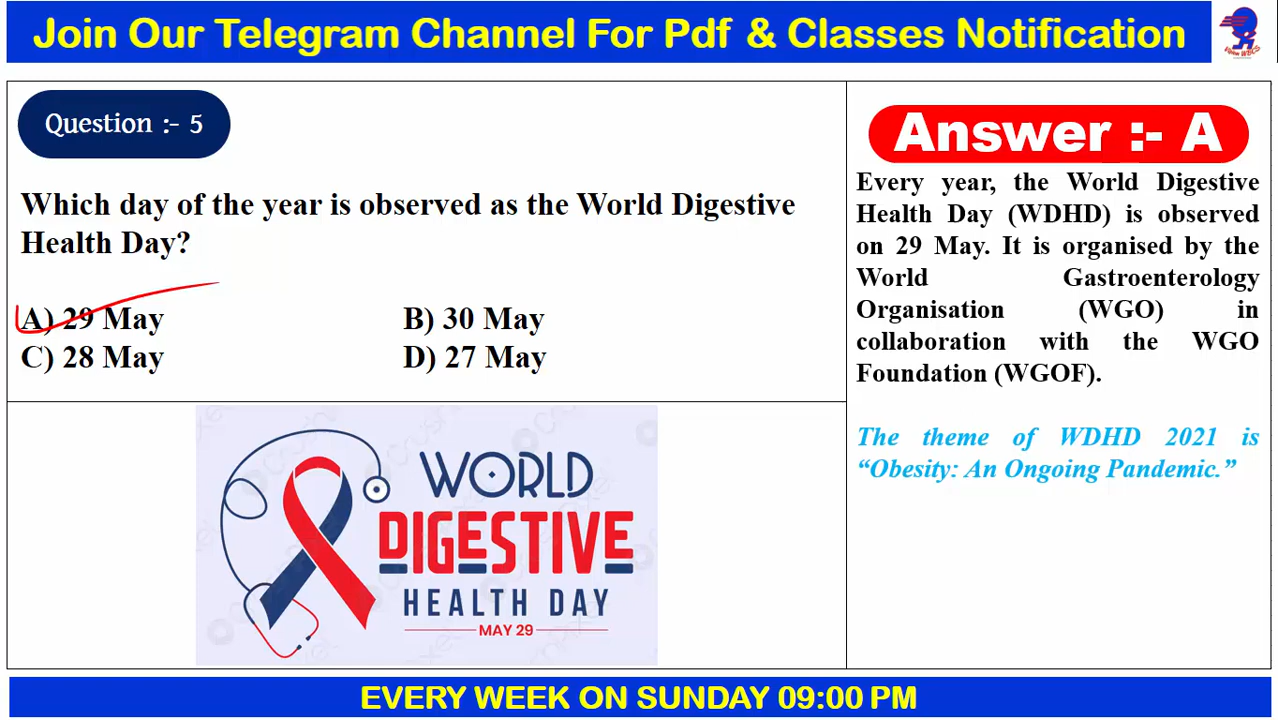 Join Our Telegram Channel For Pdf & Classes Notification
Question :- 5
Which day of the year is observed as the World Digestive
Health Day?
A) 29 May
B) 30 May
C) 28 May
D) 27 May
WORLD
DIGESTIVE
HEALTH DAY
MAY 29
Answer :- A
Every year, the World Digestive
Health Day (WDHD) is observed
on 29 May. It is organised by the
World Gastroenterology
Organisation (WGO) in
collaboration with the WGO
Foundation (WGOF).
The theme of WDHD 2021 is
“Obesity: An Ongoing Pandemic.”
EVERY WEEK ON SUNDAY 09:00 PM